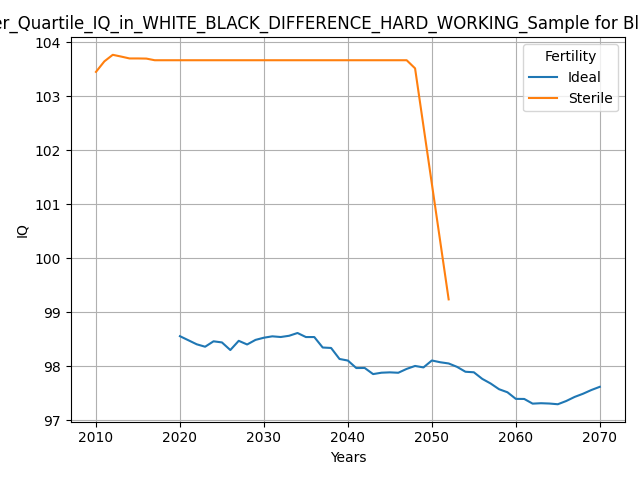 er_Quartile_IQ_in_WHITE_BLACK_DIFFERENCE_HARD_WORKING_Sample for Bl
104
103
102
101
100
99
98
97
IQ
Fertility
Ideal
Sterile
2010 2020 2030 2040 2050 2060 2070
Years